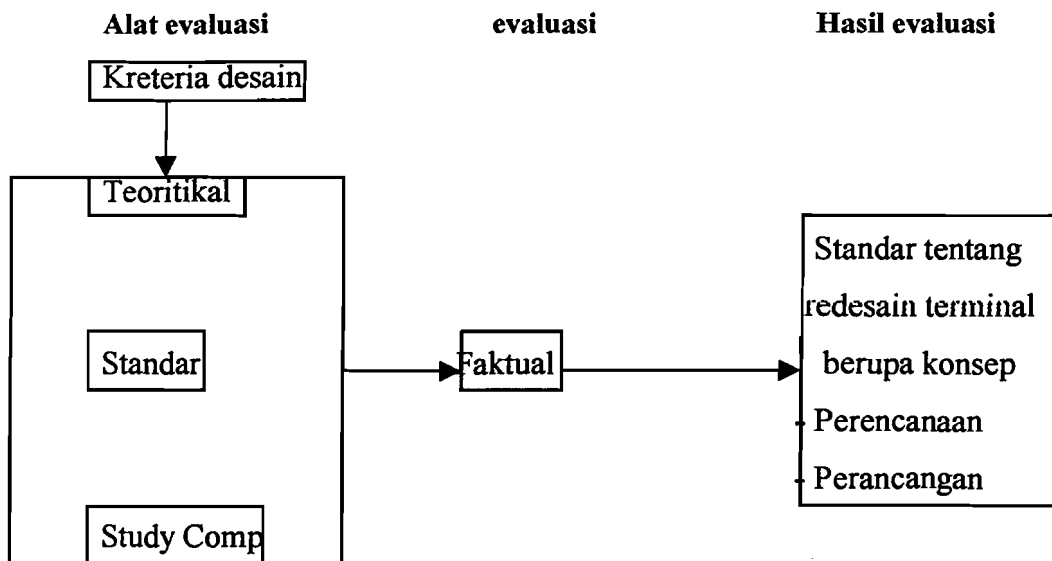 Alat evaluasi evaluasi Hasil evaluasi
Kreteria desain
Teoritikal
Standar
Study Comp
Faktual
Standar tentang
redesain terminal
berupa konsep
- Perencanaan
- Perancangan